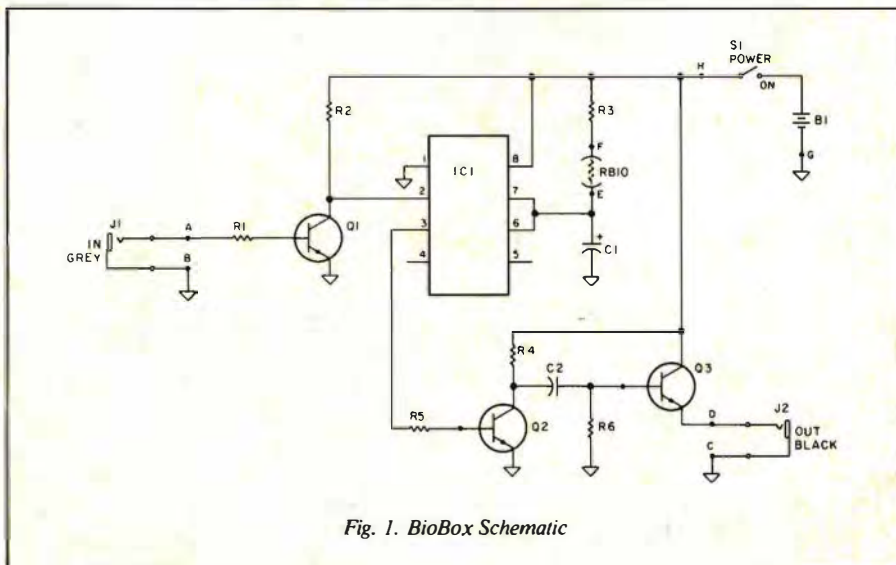 S1
POWER
H
ON
R2
R3
B1
F
G
1
IC1
8
RB10
E
2
7
J1
A
R1
Q1
3
6
IN
GREY
B
C1
+
4
5
R4
C2
Q3
D
J2
R5
Q2
R6
C
OUT
BLACK
Fig. 1. BioBox Schematic